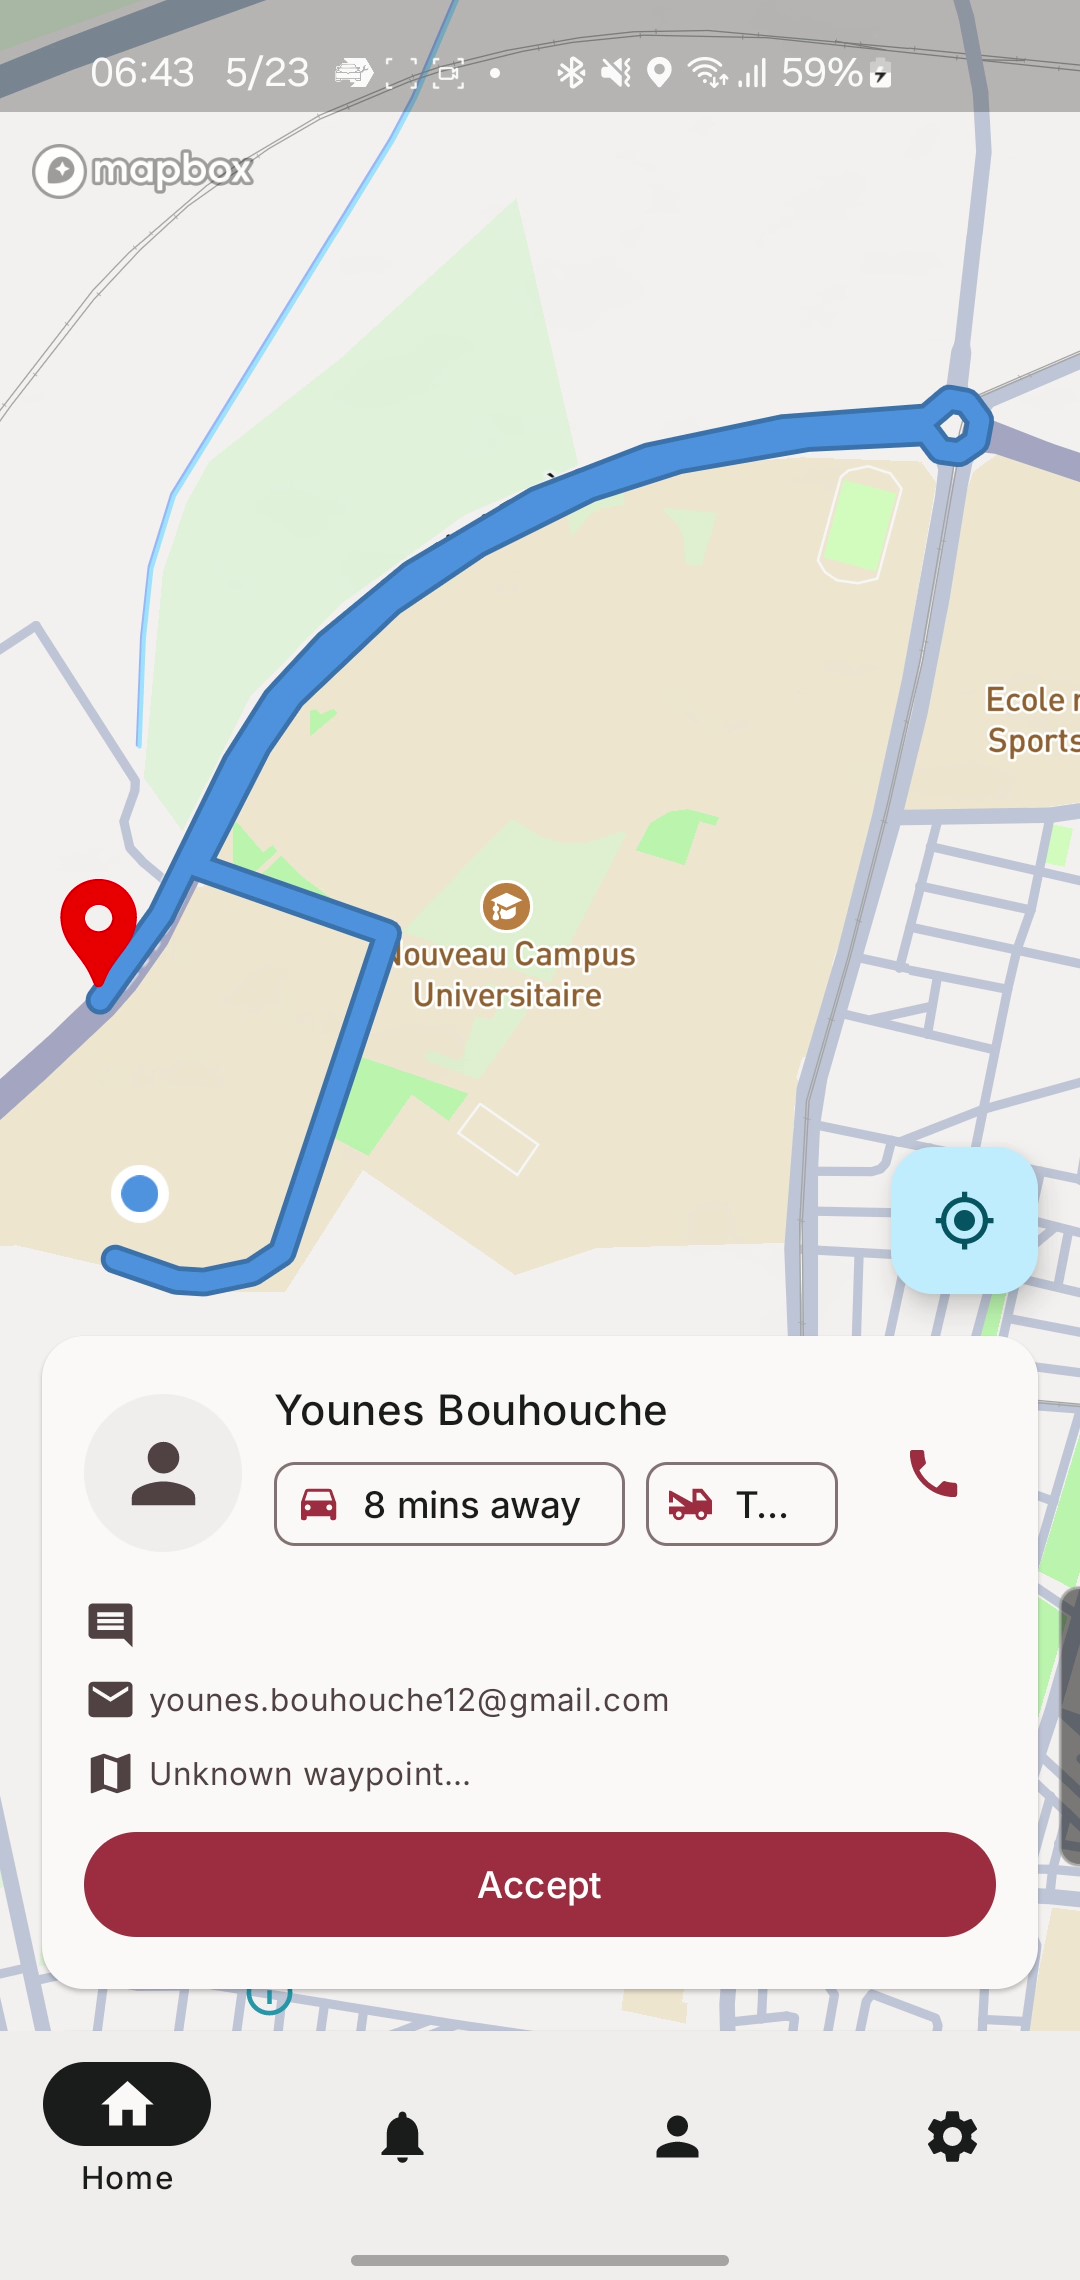 06:43 5/23 59%
mapbox
Ecole
Sports
Nouveau Campus
Universitaire
Younes Bouhouche
8 mins away
T...
younes.bouhouche12@gmail.com
Unknown waypoint...
Accept
Home